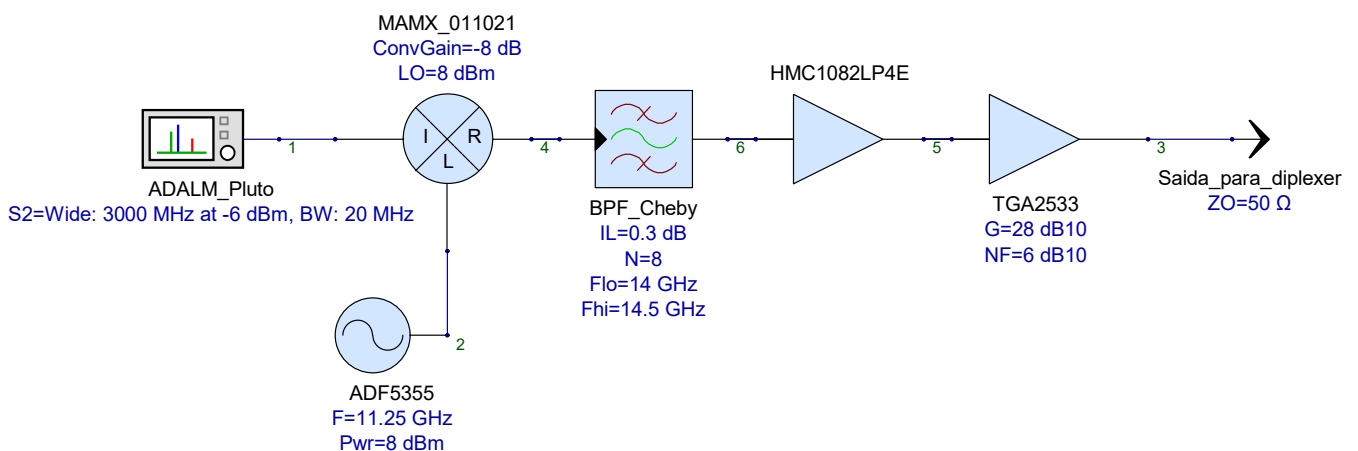 MAMX_011021
ConvGain=-8 dB
LO=8 dBm
HMC1082LP4E
I
R
L
1
4
6
5
3
ADALM_Pluto
S2=Wide: 3000 MHz at -6 dBm, BW: 20 MHz
BPF_Cheby
IL=0.3 dB
N=8
Flo=14 GHz
Fhi=14.5 GHz
TGA2533
G=28 dB10
NF=6 dB10
Saida_para_diplexer
ZO=50 Ω
2
ADF5355
F=11.25 GHz
Pwr=8 dBm